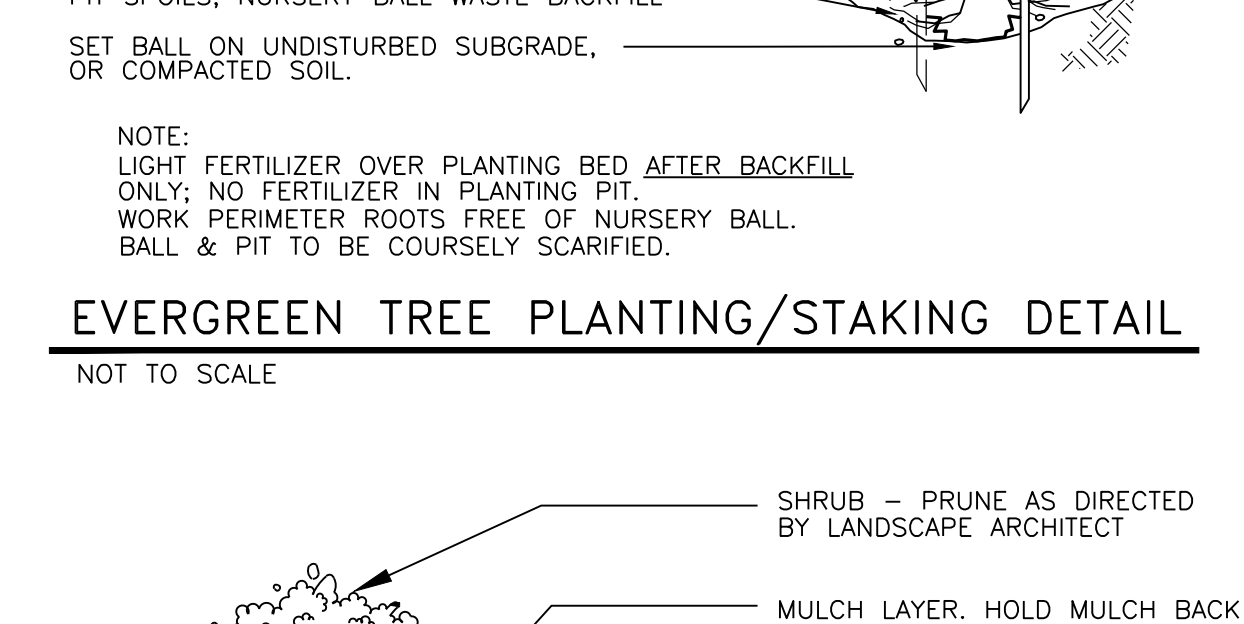 PIT SPOILS, NURSERY BALL WASTE BACKFILL
SET BALL ON UNDISTURBED SUBGRADE,
OR COMPACTED SOIL.
NOTE:
LIGHT FERTILIZER OVER PLANTING BED AFTER BACKFILL
ONLY; NO FERTILIZER IN PLANTING PIT.
WORK PERIMETER ROOTS FREE OF NURSERY BALL.
BALL & PIT TO BE COURSELY SCARIFIED.
EVERGREEN TREE PLANTING/STAKING DETAIL
NOT TO SCALE
SHRUB – PRUNE AS DIRECTED
BY LANDSCAPE ARCHITECT
MULCH LAYER. HOLD MULCH BACK